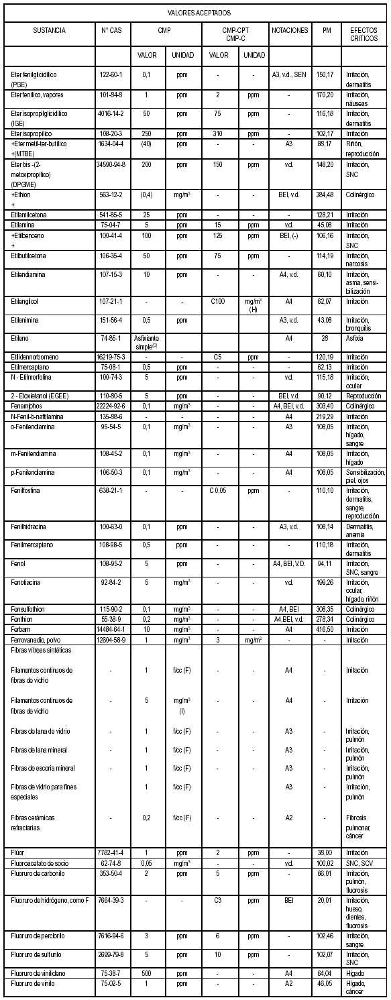 VALORES ACEPTADOS
SUSTANCIA N° CAS CMP CMP-CPT NOTACIONES PM EFECTOS
CMP-C CRITICOS
VALOR UNIDAD VALOR UNIDAD
Eter fenilglicidílico 122-60-1 0,1 ppm - - A3, v.d., SEN 150,17 Irritación,
(PGE) dermatitis
Eter fenílico, vapores 101-84-8 1 ppm 2 ppm - 170,20 Irritación,
náuseas
Eter isopropilglicidílico 4016-14-2 50 ppm 75 ppm - 116,18 Irritación,
(IGE) dermatitis
Eter isopropílico 108-20-3 250 ppm 310 ppm - 102,17 Irritación
+Eter metil-ter-butílico 1634-04-4 (40) ppm - - A3 88,17 Riñón,
+(MTBE) reproducción
Eter bis -(2- 34590-94-8 200 ppm 150 ppm v.d. 148,20 Irritación,
metoxipropílico) SNC
(DPGME)
+Ethion 563-12-2 (0,4) mg/m³ - - BEI, v.d. 384,48 Colinérgico
+
Etilamilcetona 541-85-5 25 ppm - - - 128,21 Irritación
Etilamina 75-04-7 5 ppm 15 ppm v.d. 45,08 Irritación
+Etilbenceno 100-41-4 100 ppm 125 ppm BEI, (-) 106,16 Irritación,
+ SNC
Etilbutilcetona 106-35-4 50 ppm 75 ppm - 114,19 Irritación,
narcosis
Etilendiamina 107-15-3 10 ppm - - A4, v.d. 60,10 Irritación,
asma, sensi-
bilización
Etilenglicol 107-21-1 - - C100 mg/m³ A4 62,07 Irritación
(H)
Etilenimina 151-56-4 0,5 ppm A3, v.d. 43,08 Irritación,
bronquitis
Etileno 74-85-1 Asfixiante A4 28 Asfixia
simple(D)
Etilidennorborneno 16219-75-3 - - C5 ppm - 120,19 Irritación
Etilmercaptano 75-08-1 0,5 ppm - - - 62,13 Irritación
N - Etilmorfolina 100-74-3 5 ppm - - v.d. 115,18 Irritación,
ocular
2 - Etoxietanol (EGEE) 110-80-5 5 ppm - - BEI, v.d. 90,12 Reproducción
Fenamiphos 22224-92-6 0,1 mg/m³ - - A4, BEI, v.d. 303,40 Colinérgico
N-Fenil-b-naftilamina 135-88-6 - - - - A4 219,29 Irritación
o-Fenilendiamina 95-54-5 0,1 mg/m³ - - A3 108,05 Irritación,
hígado,
sangre
m-Fenilendiamina 108-45-2 0,1 mg/m³ - - A4 108,05 Irritación,
hígado
p-Fenilendiamina 106-50-3 0,1 mg/m³ - - A4 108,05 Sensibilización,
piel, ojos
Fenilfosfina 638-21-1 - - C 0,05 ppm - 110,10 Irritación,
dermatitis,
sangre,
reproducción
Fenilhidracina 100-63-0 0,1 ppm - - A3, v.d. 108,14 Dermatitis,
anemia
Fenilmercaptano 108-98-5 0,5 ppm - - - 110,18 Irritación,
dermatitis
Fenol 108-95-2 5 ppm - - A4, BEI, V.D. 94,11 Irritación,
SNC, sangre
Fenotiacina 92-84-2 5 mg/m³ - - v.d. 199,26 Irritación,
ocular,
hígado, riñón
Fensulfothion 115-90-2 0,1 mg/m³ - - A4, BEI 308,35 Colinérgico
Fenthion 55-38-9 0,2 mg/m³ - - A4,BEI, v.d. 278,34 Colinérgico
Ferbam 14484-64-1 10 mg/m³ - - A4 416,50 Irritación
Ferrovanadio, polvo 12604-58-9 1 mg/m³ 3 mg/m³ - - Irritación
Fibras vítreas sintéticas
Filamentos continuos de - 1 f/cc (F) - - A4 - Irritación
fibras de vidrio
Filamentos continuos de - 5 mg/m³ - - A4 - Irritación
fibras de vidrio (I)
Fibras de lana de vidrio - 1 f/cc (F) - - A3 - Irritación,
pulmón
Fibras de lana mineral - 1 f/cc (F) - - A3 - Irritación,
pulmón
Fibras de escoria mineral - 1 f/cc (F) - - A3 - Irritación,
pulmón
Fibras de vidrio para fines - 1 f/cc (F) A3 - Irritación,
especiales pulmón
Fibras cerámicas - 0,2 f/cc (F) - - A2 - Fibrosis
refractarias pulmonar,
cáncer
Flúor 7782-41-4 1 ppm 2 ppm - 38,00 Irritación
Fluoroacetato de socio 62-74-8 0,05 mg/m³ - - v.d. 100,02 SNC, SCV
Fluoruro de carbonilo 353-50-4 2 ppm 5 ppm - 66,01 Irritación,
pulmón,
fluorosis
Fluoruro de hidrógeno, como F 7664-39-3 - - C3 ppm BEI 20,01 Irritación,
hueso,
dientes,
fluorosis
Fluoruro de perclorilo 7616-94-6 3 ppm 6 ppm - 102,46 Irritación,
sangre
Fluoruro de sulfurilo 2699-79-8 5 ppm 10 ppm - 102,07 Irritación,
SNC
Fluoruro de vinilideno 75-38-7 500 ppm - - A4 64,04 Hígado
Fluoruro de vinilo 75-02-5 1 ppm - - A2 46,05 Hígado,
cáncer